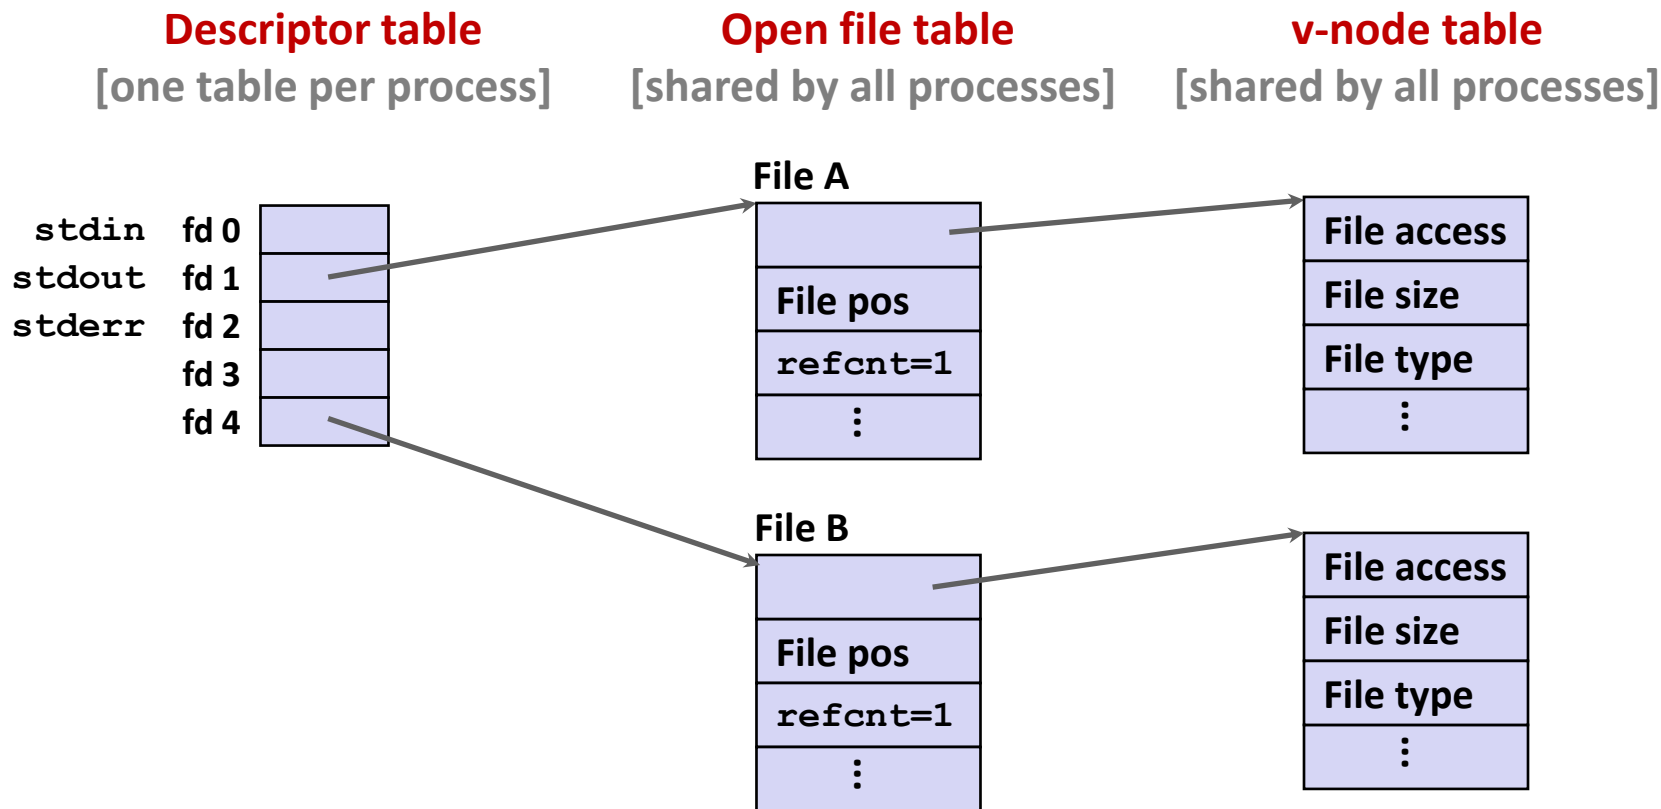 Descriptor table
[one table per process]
Open file table
[shared by all processes]
v-node table
[shared by all processes]
stdin fd 0
stdout fd 1
stderr fd 2
fd 3
fd 4
File A
File pos
refcnt=1
⋮
File access
File size
File type
⋮
File B
File pos
refcnt=1
⋮
File access
File size
File type
⋮